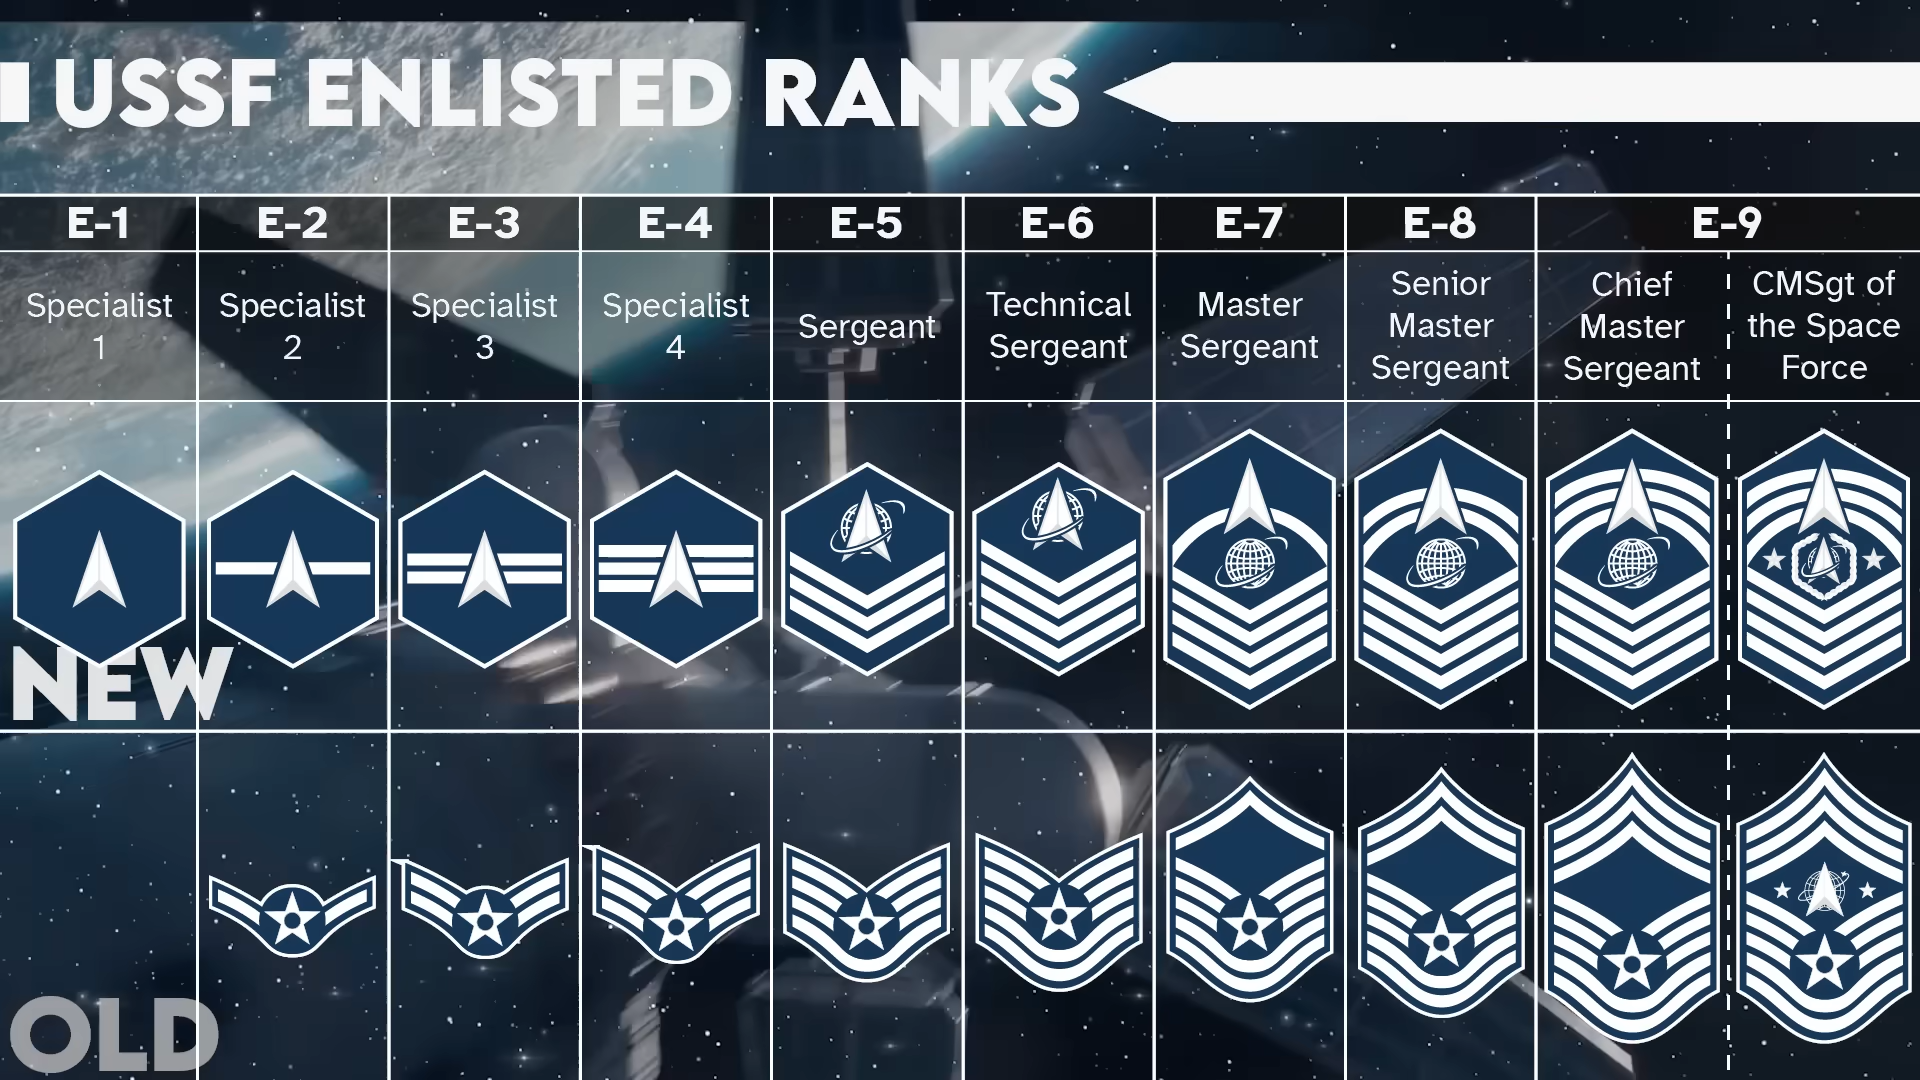 USSF ENLISTED RANKS
E-1 E-2 E-3 E-4 E-5 E-6 E-7 E-8 E-9
Specialist
1
Specialist
2
Specialist
3
Specialist
4
Sergeant
Technical
Sergeant
Master
Sergeant
Senior
Master
Sergeant
Chief
Master
Sergeant
CMSgt of
the Space
Force
NEW
OLD